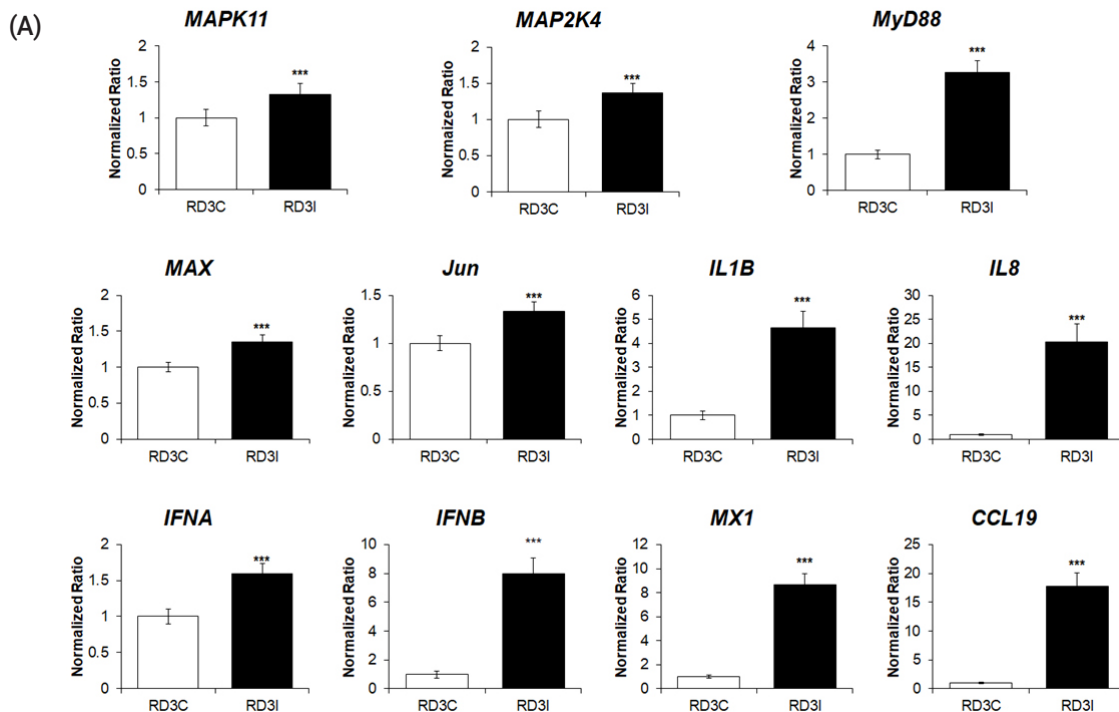 (A)
MAPK11
MAP2K4
MyD88
Normalized Ratio
2
1.5
1
0.5
0
***
RD3C
RD3I
Normaized Ratio
2
1.5
1
0.5
0
***
RD3C
RD3I
Normalized Ratio
4
3
2
1
0
***
RD3C
RD3I
MAX
Jun
IL1B
IL8
Normalized Ratio
2
1.5
1
0.5
0
***
RD3C
RD3I
Normalized Ratio
1.5
1
0.5
0
***
RD3C
RD3I
Normalized Ratio
6
5
4
3
2
1
0
***
RD3C
RD3I
Normalized Ratio
30
25
20
15
10
5
0
***
RD3C
RD3I
IFNA
IFNB
MX1
CCL19
Normalized Ratio
2
1.5
1
0.5
0
***
RD3C
RD3I
Normalized Ratio
10
8
6
4
2
0
***
RD3C
RD3I
Normalized Ratio
12
10
8
6
4
2
0
***
RD3C
RD3I
Normalized Ratio
25
20
15
10
5
0
***
RD3C
RD3I